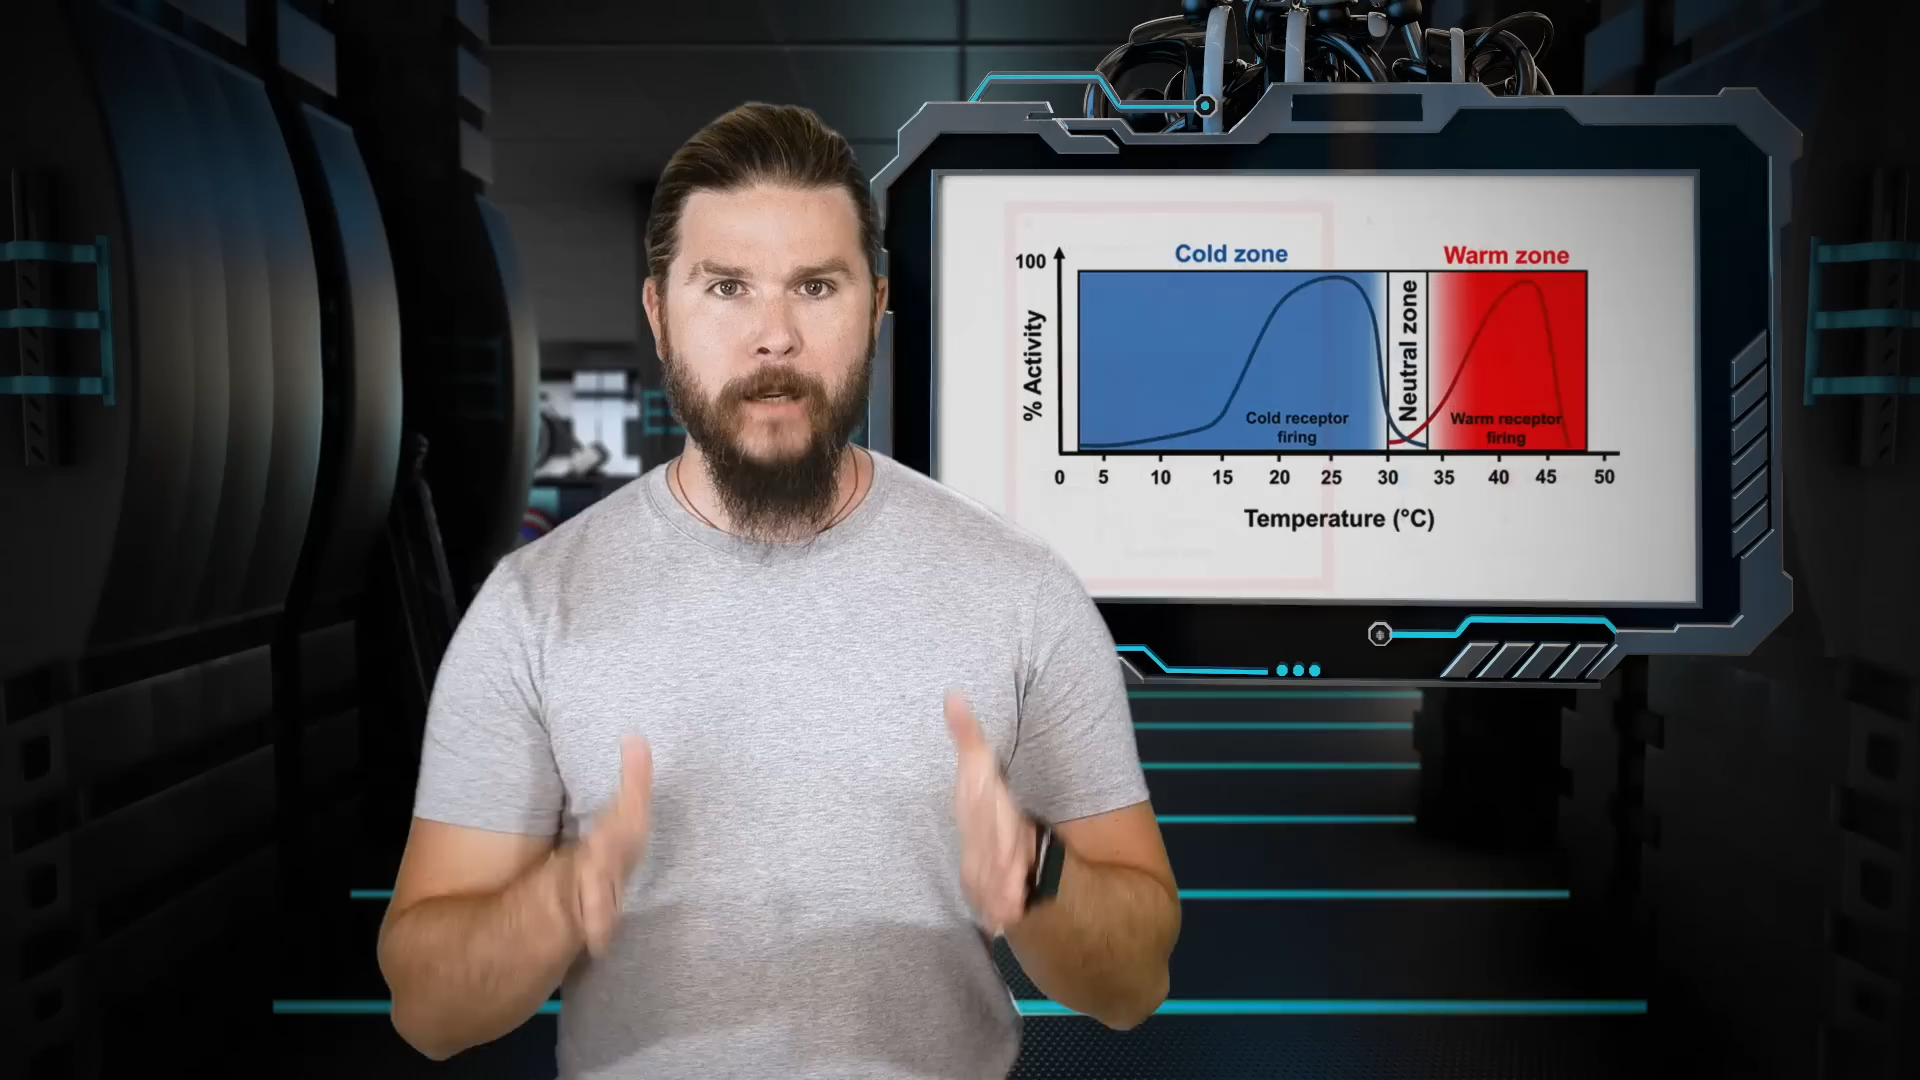 Cold zone
Warm zone
100
% Activity
Neutral zone
Cold receptor
firing
Warm receptor
firing
0 5 10 15 20 25 30 35 40 45 50
Temperature (°C)